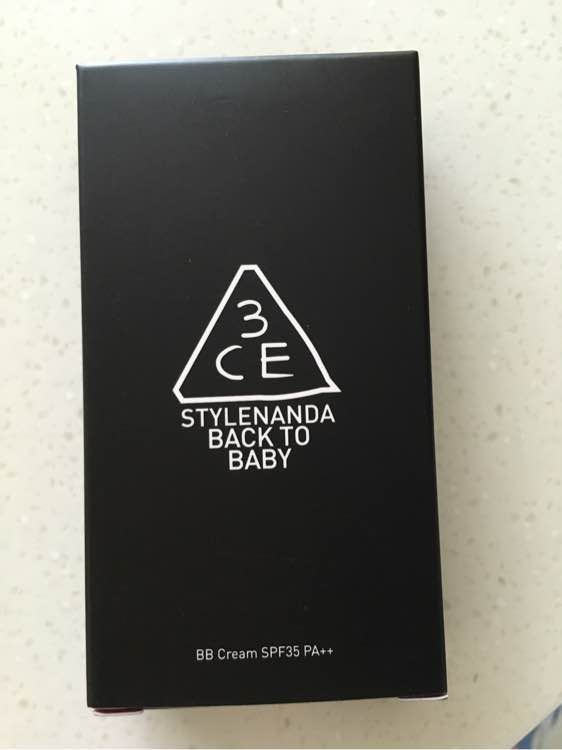 3
CE
STYLENANDA
BACK TO
BABY
BB Cream SPF35 PA++